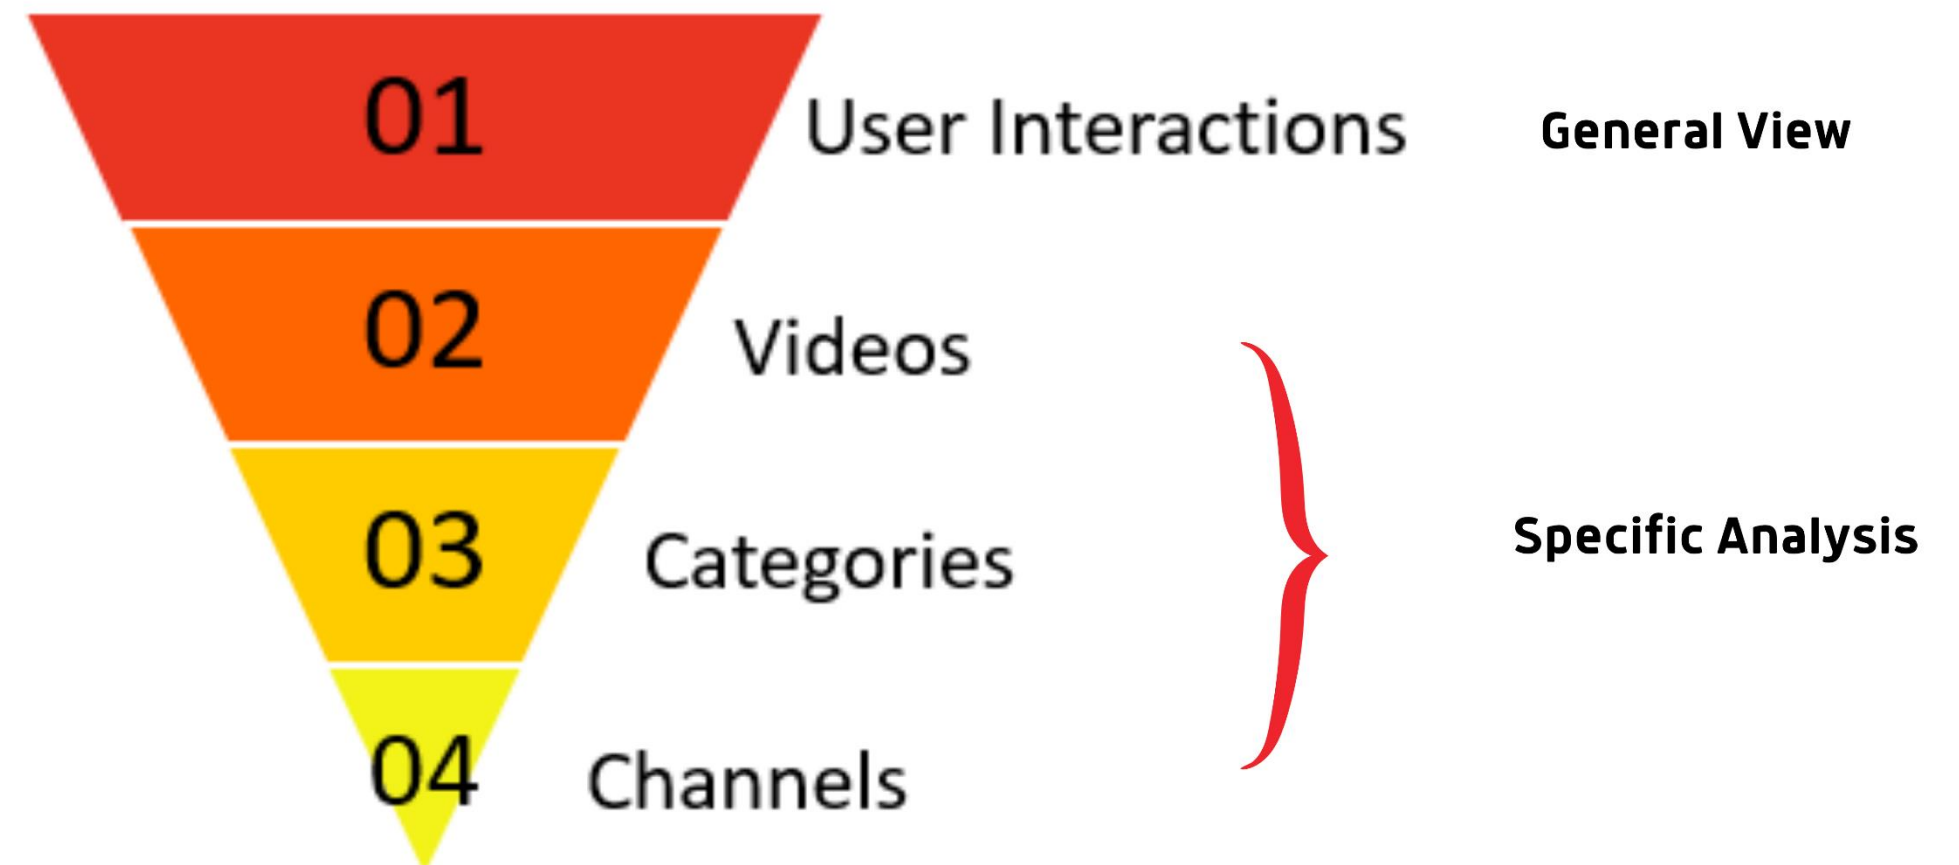 01
User Interactions
General View
02
Videos
03
Categories
Specific Analysis
04
Channels